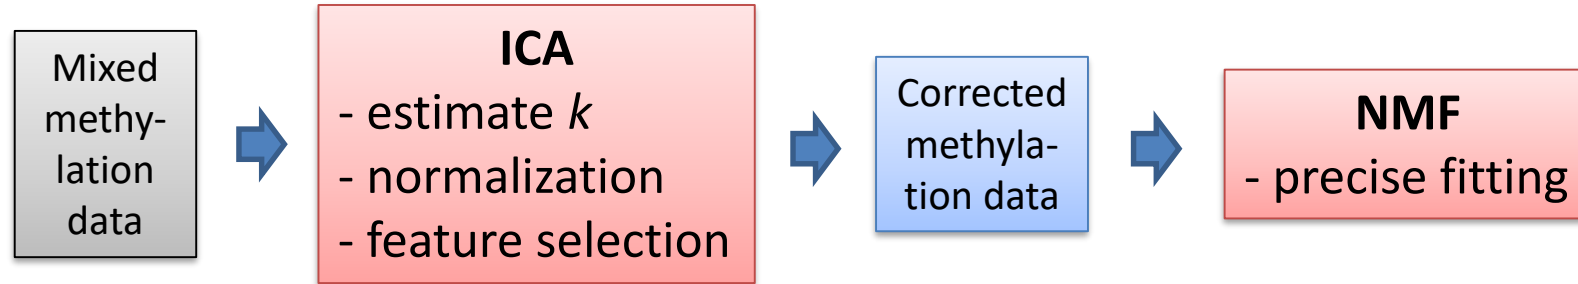 Mixed
methy-
lation
data
ICA
- estimate k
- normalization
- feature selection
Corrected
methyla-
tion data
NMF
- precise fitting